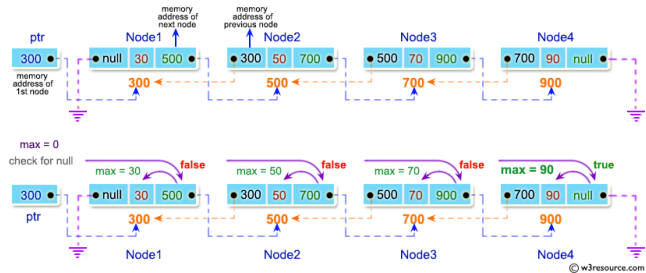 memory address of next node
memory address of previous node
ptr Node1 Node2 Node3 Node4
300 null 30 500 300 50 700 500 70 900 700 90 null
memory address of 1st node
300 500 700 900
max = 0
check for null
max = 30 false max = 50 false max = 70 false max = 90 true
300 null 30 500 300 50 700 500 70 900 700 90 null
ptr 300 500 700 900
Node1 Node2 Node3 Node4
© w3resource.com